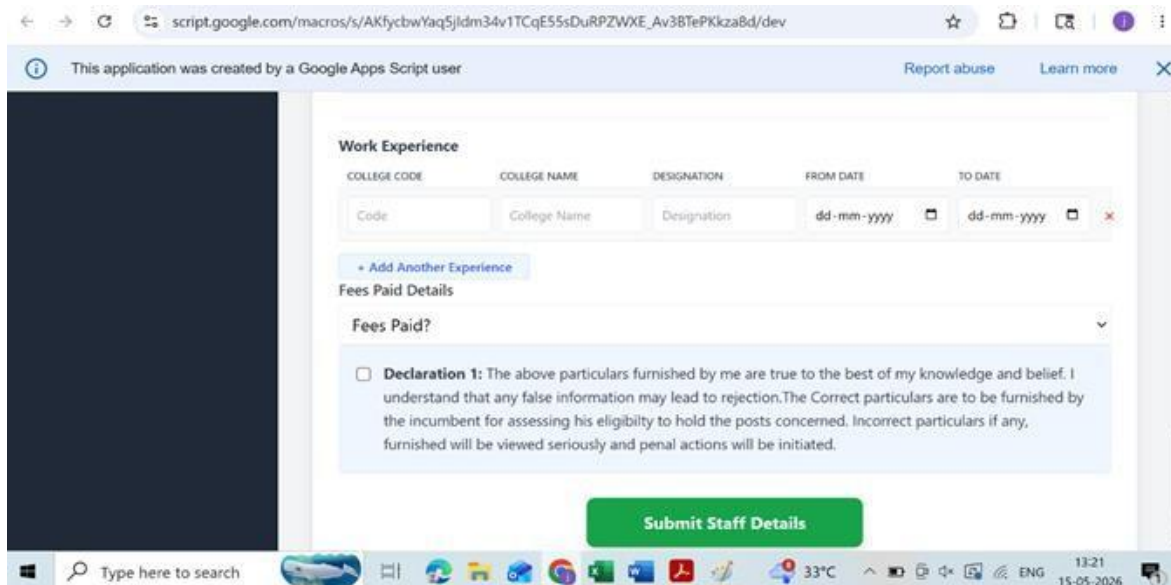 script.google.com/macros/s/AKfycbwYaq5jIdm34v1TCqE55sDuRPZWXE_Av3BTePKkza8d/dev
This application was created by a Google Apps Script user Report abuse Learn more
Work Experience
COLLEGE CODE COLLEGE NAME DESIGNATION FROM DATE TO DATE
Code College Name Designation dd-mm-yyyy dd-mm-yyyy
+ Add Another Experience
Fees Paid Details
Fees Paid?
Declaration 1: The above particulars furnished by me are true to the best of my knowledge and belief. I
understand that any false information may lead to rejection.The Correct particulars are to be furnished by
the incumbent for assessing his eligibilty to hold the posts concerned. Incorrect particulars if any,
furnished will be viewed seriously and penal actions will be initiated.
Submit Staff Details
Type here to search 33°C ENG 13:21
15-05-2026